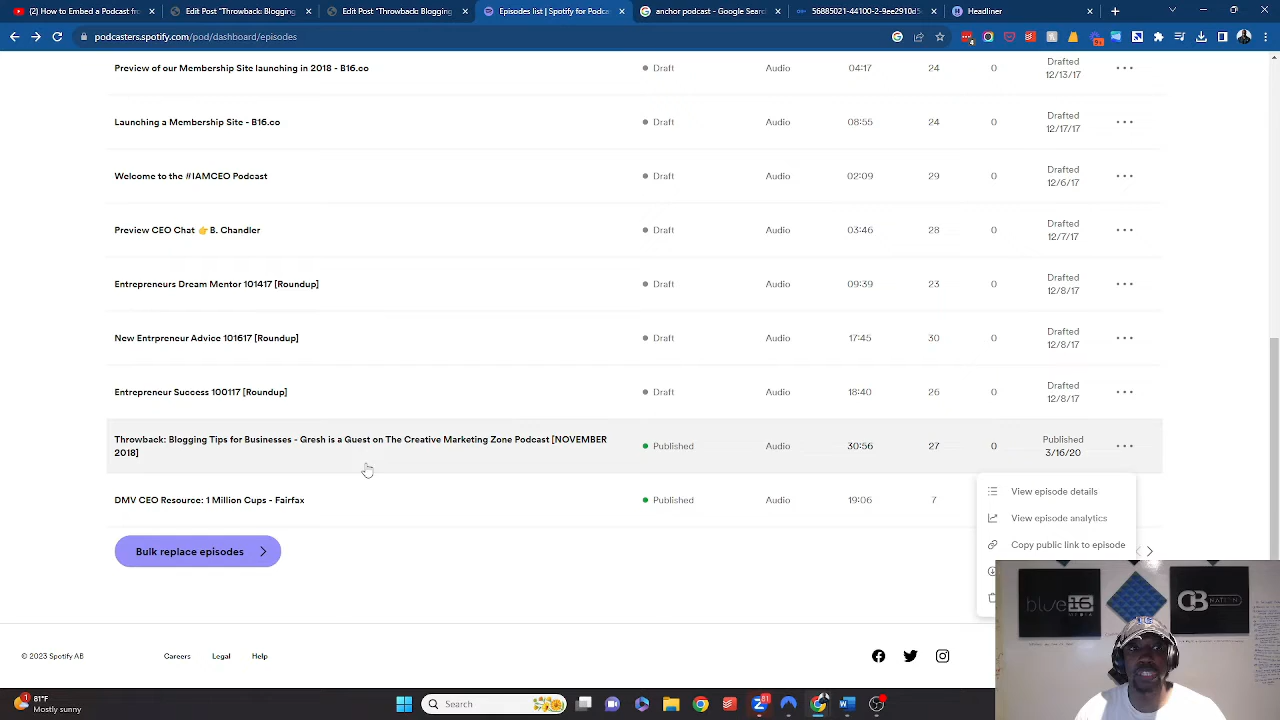 (2) How to Embed a Podcast fro
Edit Post "Throwback: Blogging
Edit Post "Throwback: Blogging
Episodes list | Spotify for Podca
anchor podcast - Google Search
56885021-44100-2-9ee2910d5
Headliner
podcasters.spotify.com/pod/dashboard/episodes
Preview of our Membership Site launching in 2018 - B16.co
Draft
Audio
04:17
24
0
Drafted
12/13/17
Launching a Membership Site - B16.co
Draft
Audio
08:55
24
0
Drafted
12/17/17
Welcome to the #IAMCEO Podcast
Draft
Audio
02:09
29
0
Drafted
12/6/17
Preview CEO Chat 👉 B. Chandler
Draft
Audio
03:46
28
0
Drafted
12/7/17
Entrepreneurs Dream Mentor 101417 [Roundup]
Draft
Audio
09:39
23
0
Drafted
12/8/17
New Entrpreneur Advice 101617 [Roundup]
Draft
Audio
17:45
30
0
Drafted
12/8/17
Entrepreneur Success 100117 [Roundup]
Draft
Audio
18:40
26
0
Drafted
12/8/17
Throwback: Blogging Tips for Businesses - Gresh is a Guest on The Creative Marketing Zone Podcast [NOVEMBER
2018]
Published
Audio
30:56
27
0
Published
3/16/20
DMV CEO Resource: 1 Million Cups - Fairfax
Published
Audio
19:06
7
View episode details
View episode analytics
Copy public link to episode
Bulk replace episodes
blue16
MEDIA
CB NATION
© 2023 Spotify AB
Careers
Legal
Help
81°F
Mostly sunny
Search